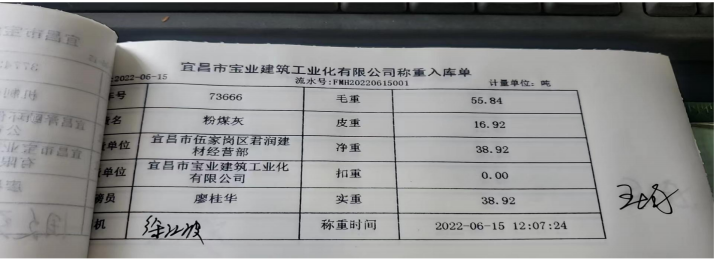 宜昌市宝业建筑工业化有限公司称重入库单
:2022-06-15 流水号:FMH20220615001 计量单位: 吨
车号 73666 毛重 55.84
名 粉煤灰 皮重 16.92
单位 宜昌市伍家岗区君润建材经营部 净重 38.92
单位 宜昌市宝业建筑工业化有限公司 扣重 0.00
员 廖桂华 实重 38.92
机 称重时间 2022-06-15 12:07:24